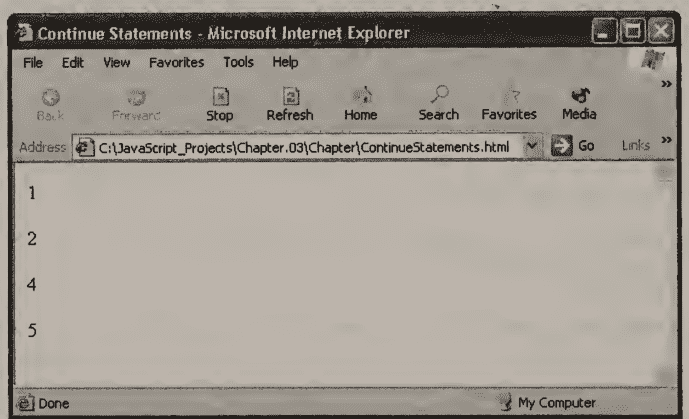 Continue Statements - Microsoft Internet Explorer
File Edit View Favorites Tools Help
»
Back Forward Stop Refresh Home Search Favorites Media
Address C:\JavaScript_Projects\Chapter.03\Chapter\ContinueStatements.html Go Links »
1
2
4
5
Done My Computer